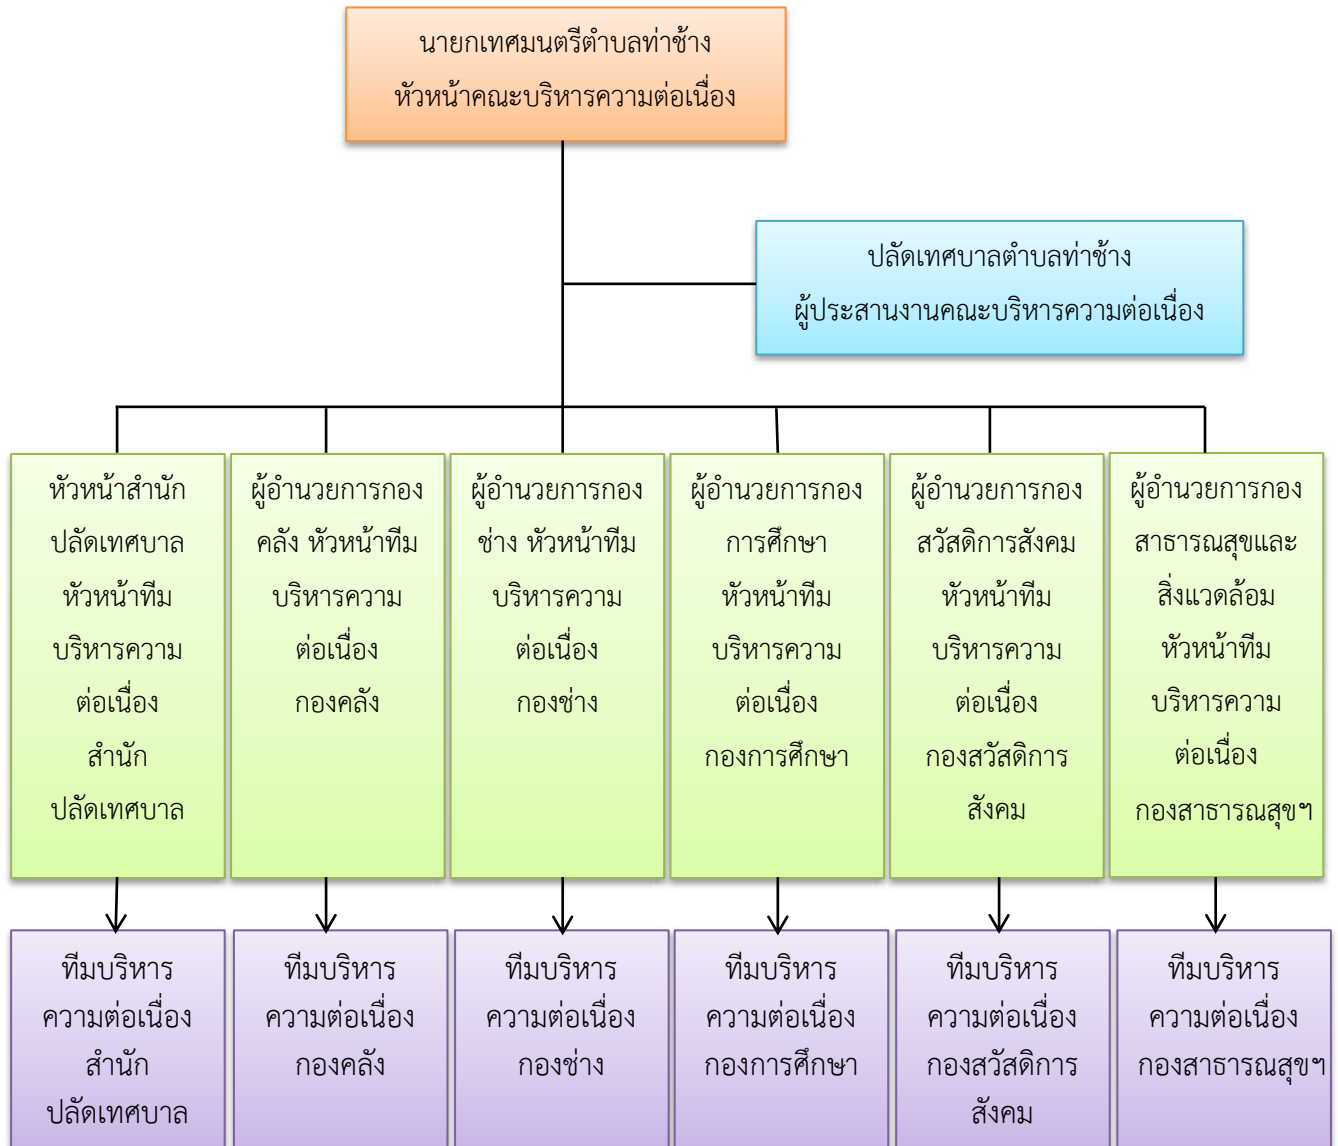 นายกเทศมนตรีตำบลท่าช้าง
หัวหน้าคณะบริหารความต่อเนื่อง
ปลัดเทศบาลตำบลท่าช้าง
ผู้ประสานงานคณะบริหารความต่อเนื่อง
หัวหน้าสำนัก
ปลัดเทศบาล
หัวหน้าทีม
บริหารความ
ต่อเนื่อง
สำนัก
ปลัดเทศบาล
ผู้อำนวยการกอง
คลัง หัวหน้าทีม
บริหารความ
ต่อเนื่อง
กองคลัง
ผู้อำนวยการกอง
ช่าง หัวหน้าทีม
บริหารความ
ต่อเนื่อง
กองช่าง
ผู้อำนวยการกอง
การศึกษา
หัวหน้าทีม
บริหารความ
ต่อเนื่อง
กองการศึกษา
ผู้อำนวยการกอง
สวัสดิการสังคม
หัวหน้าทีม
บริหารความ
ต่อเนื่อง
กองสวัสดิการ
สังคม
ผู้อำนวยการกอง
สาธารณสุขและ
สิ่งแวดล้อม
หัวหน้าทีม
บริหารความ
ต่อเนื่อง
กองสาธารณสุขฯ
ทีมบริหาร
ความต่อเนื่อง
สำนัก
ปลัดเทศบาล
ทีมบริหาร
ความต่อเนื่อง
กองคลัง
ทีมบริหาร
ความต่อเนื่อง
กองช่าง
ทีมบริหาร
ความต่อเนื่อง
กองการศึกษา
ทีมบริหาร
ความต่อเนื่อง
กองสวัสดิการ
สังคม
ทีมบริหาร
ความต่อเนื่อง
กองสาธารณสุขฯ